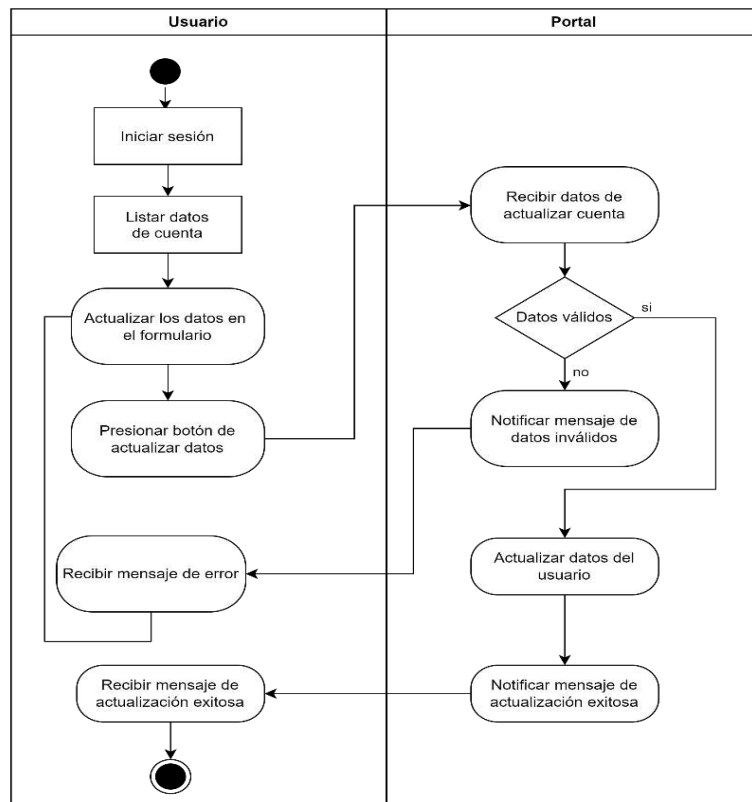 Usuario
Portal
Iniciar sesión
Listar datos
de cuenta
Actualizar los datos en
el formulario
Presionar botón de
actualizar datos
Recibir datos de
actualizar cuenta
Datos válidos
si
no
Notificar mensaje de
datos inválidos
Recibir mensaje de error
Actualizar datos del
usuario
Notificar mensaje de
actualización exitosa
Recibir mensaje de
actualización exitosa